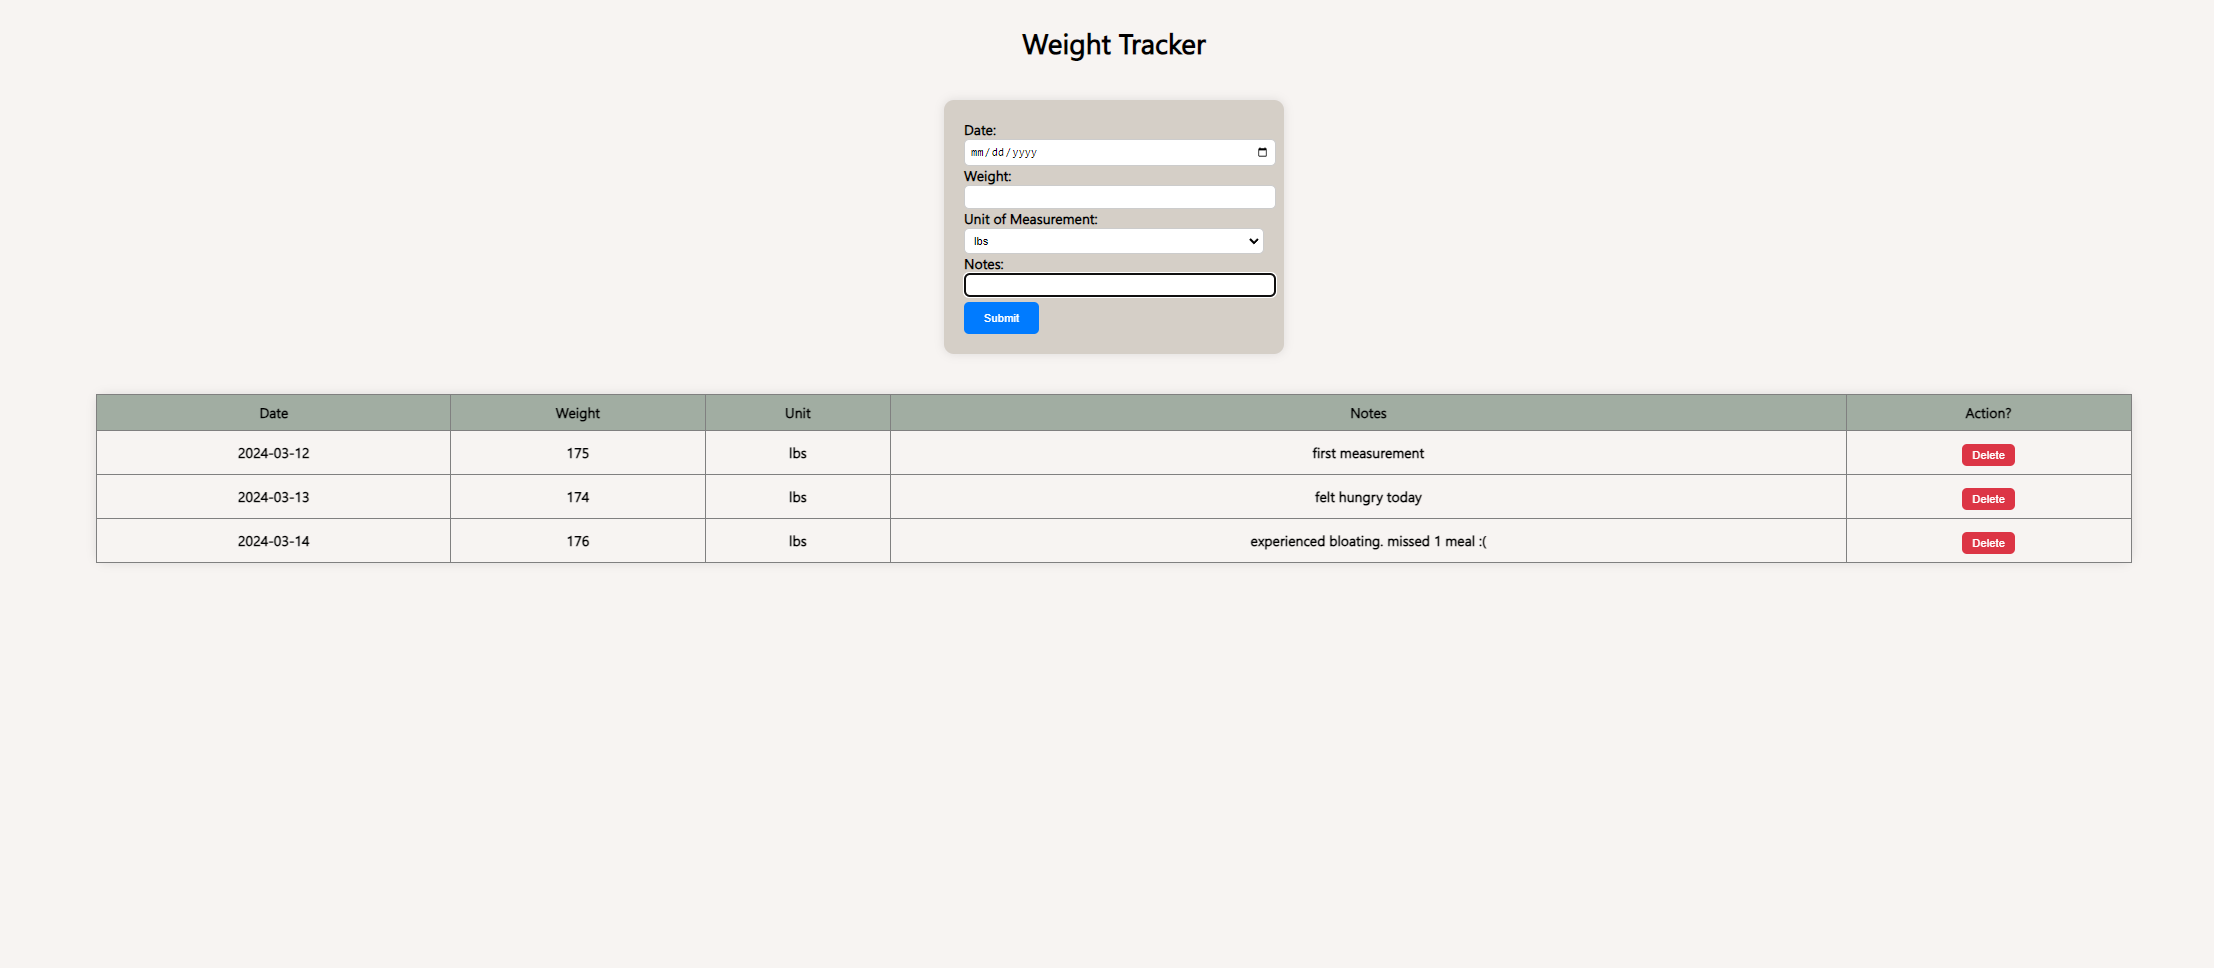 Weight Tracker
Date:
mm/dd/yyyy
Weight:
Unit of Measurement:
lbs
Notes:
Submit
Date Weight Unit Notes Action?
2024-03-12 175 lbs first measurement Delete
2024-03-13 174 lbs felt hungry today Delete
2024-03-14 176 lbs experienced bloating. missed 1 meal :( Delete